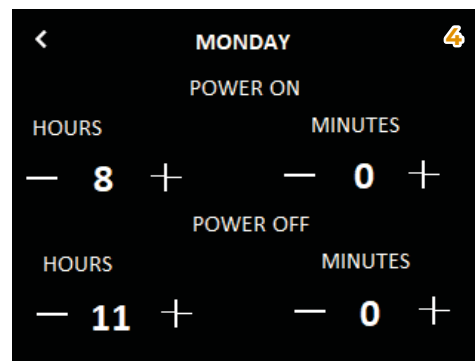 < MONDAY 4
POWER ON
HOURS MINUTES
— 8 + — 0 +
POWER OFF
HOURS MINUTES
— 11 + — 0 +